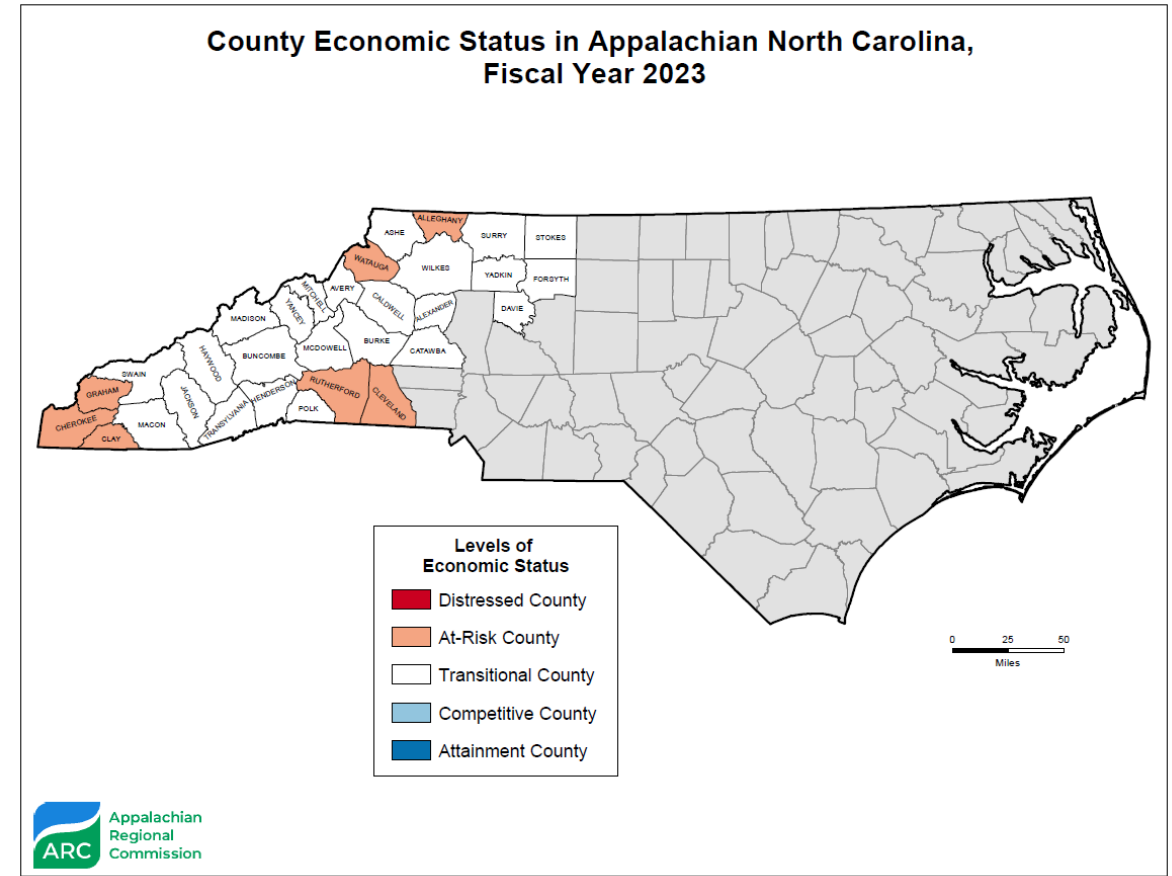 County Economic Status in Appalachian North Carolina,
Fiscal Year 2023
ALLEGHANY
ASHE
SURRY
STOKES
WATAUGA
WILKES
YADKIN
FORSYTH
MITCHELL
AVERY
YANCEY
CALDWELL
ALEXANDER
DAVIE
MADISON
HAYWOOD
BUNCOMBE
MCDOWELL
BURKE
CATAWBA
SWAIN
GRAHAM
JACKSON
TRANSYLVANIA
HENDERSON
RUTHERFORD
CLEVELAND
POLK
CHEROKEE
MACON
CLAY
Levels of
Economic Status
Distressed County
At-Risk County
Transitional County
Competitive County
Attainment County
0 25 50
Miles
ARC
Appalachian
Regional
Commission